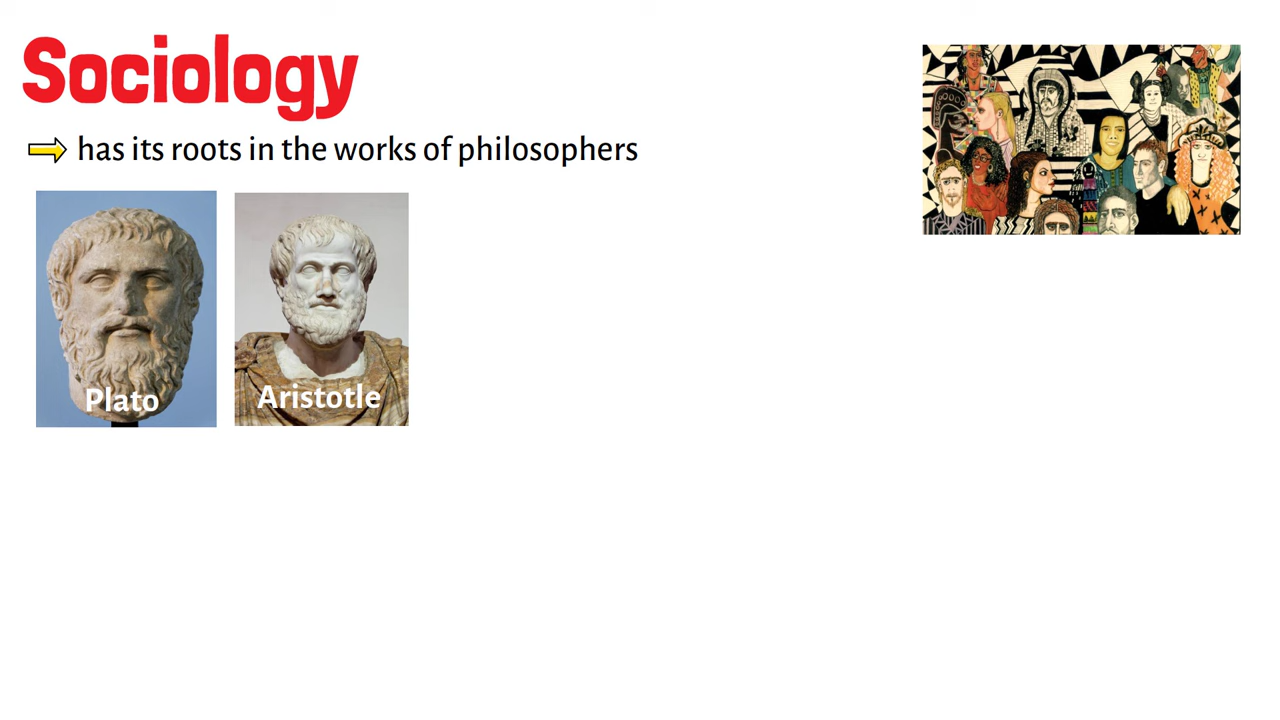 Sociology
has its roots in the works of philosophers
Plato
Aristotle